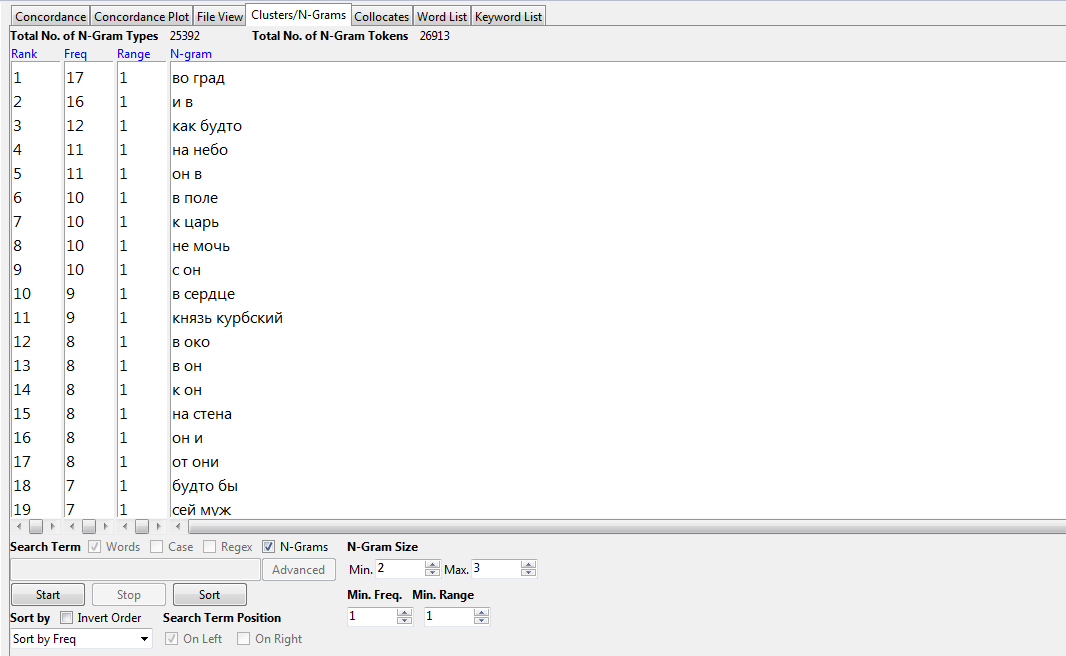 Concordance Concordance Plot File View Clusters/N-Grams Collocates Word List Keyword List
Total No. of N-Gram Types 25392 Total No. of N-Gram Tokens 26913
Rank Freq Range N-gram
1 17 1 во град
2 16 1 и в
3 12 1 как будто
4 11 1 на небо
5 11 1 он в
6 10 1 в поле
7 10 1 к царь
8 10 1 не мочь
9 10 1 с он
10 9 1 в сердце
11 9 1 князь курбский
12 8 1 в око
13 8 1 в он
14 8 1 к он
15 8 1 на стена
16 8 1 он и
17 8 1 от они
18 7 1 будто бы
19 7 1 сей муж
Search Term Words Case Regex N-Grams N-Gram Size
Advanced Min. 2 Max. 3
Start Stop Sort Min. Freq. Min. Range
Sort by Invert Order Search Term Position 1 1
Sort by Freq On Left On Right